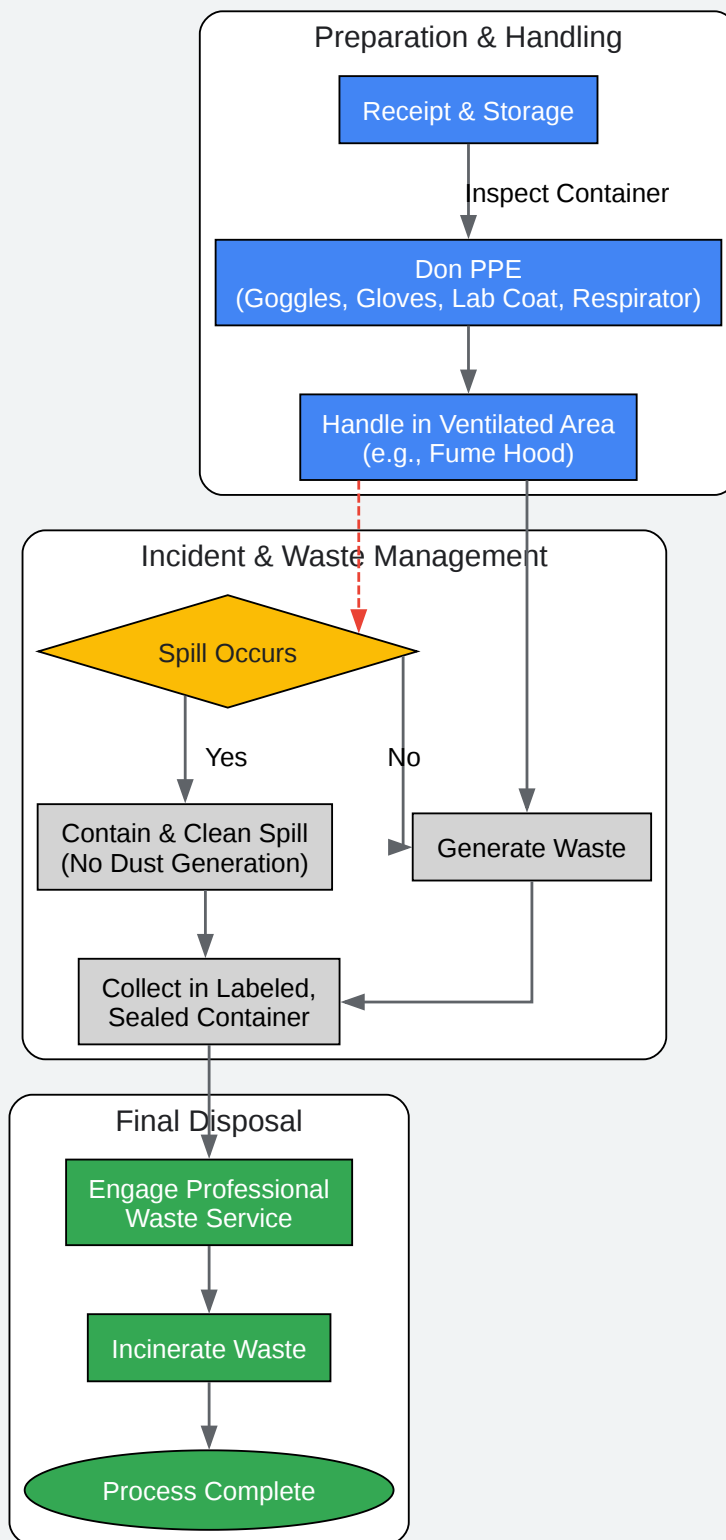 Preparation & Handling
Receipt & Storage
Inspect Container
Don PPE
(Goggles, Gloves, Lab Coat, Respirator)
Handle in Ventilated Area
(e.g., Fume Hood)
Incident & Waste Management
Spill Occurs
Yes
No
Contain & Clean Spill
(No Dust Generation)
Generate Waste
Collect in Labeled,
Sealed Container
Final Disposal
Engage Professional
Waste Service
Incinerate Waste
Process Complete